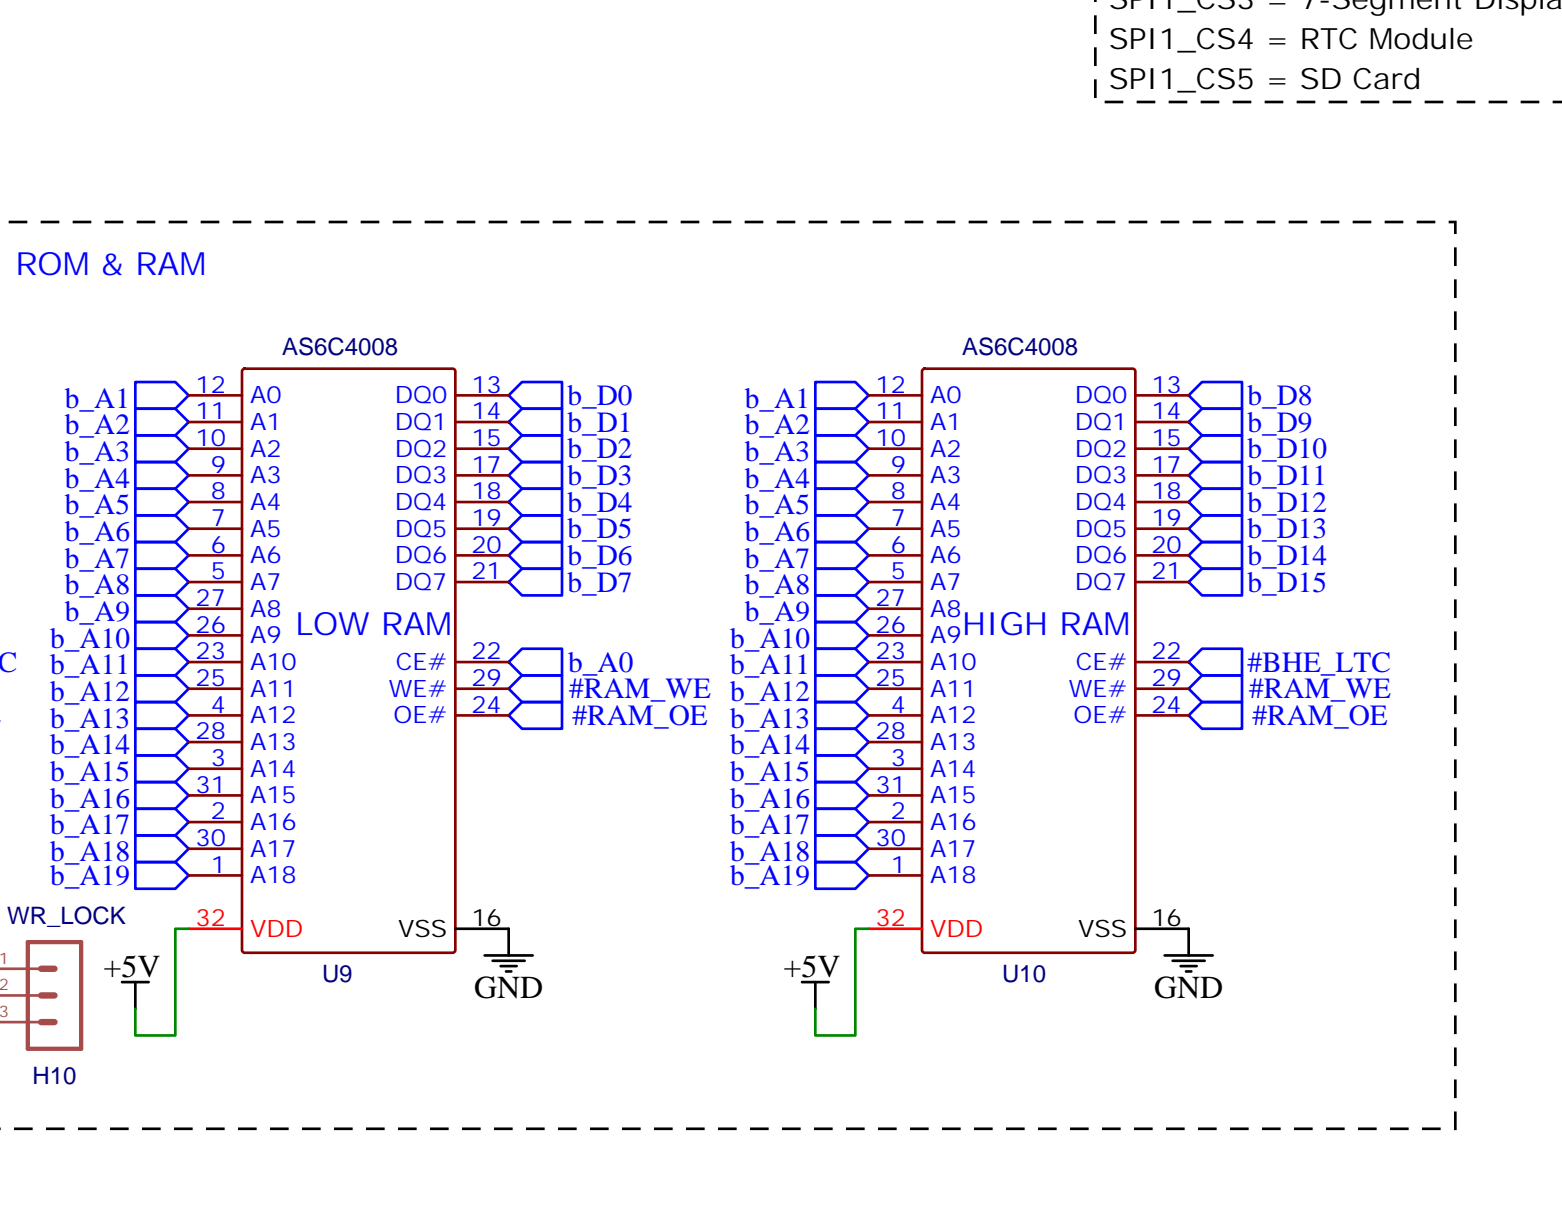 SPI1_CS3 = 7-Segment Displa
SPI1_CS4 = RTC Module
SPI1_CS5 = SD Card
ROM & RAM
AS6C4008
b_A1 12 A0 DQ0 13 b_D0
b_A2 11 A1 DQ1 14 b_D1
b_A3 10 A2 DQ2 15 b_D2
b_A4 9 A3 DQ3 17 b_D3
b_A5 8 A4 DQ4 18 b_D4
b_A6 7 A5 DQ5 19 b_D5
b_A7 6 A6 DQ6 20 b_D6
b_A8 5 A7 DQ7 21 b_D7
b_A9 27 A8
LOW RAM
b_A10 26 A9
C
b_A11 23 A10 CE# 22 b_A0
b_A12 25 A11 WE# 29 #RAM_WE
b_A13 4 A12 OE# 24 #RAM_OE
b_A14 28 A13
b_A15 3 A14
b_A16 31 A15
b_A17 2 A16
b_A18 30 A17
b_A19 1 A18
32 VDD VSS 16
+5V
GND
U9
AS6C4008
b_A1 12 A0 DQ0 13 b_D8
b_A2 11 A1 DQ1 14 b_D9
b_A3 10 A2 DQ2 15 b_D10
b_A4 9 A3 DQ3 17 b_D11
b_A5 8 A4 DQ4 18 b_D12
b_A6 7 A5 DQ5 19 b_D13
b_A7 6 A6 DQ6 20 b_D14
b_A8 5 A7 DQ7 21 b_D15
b_A9 27 A8
HIGH RAM
b_A10 26 A9
b_A11 23 A10 CE# 22 #BHE_LTC
b_A12 25 A11 WE# 29 #RAM_WE
b_A13 4 A12 OE# 24 #RAM_OE
b_A14 28 A13
b_A15 3 A14
b_A16 31 A15
b_A17 2 A16
b_A18 30 A17
b_A19 1 A18
32 VDD VSS 16
+5V
GND
U10
WR_LOCK
1
2
3
H10